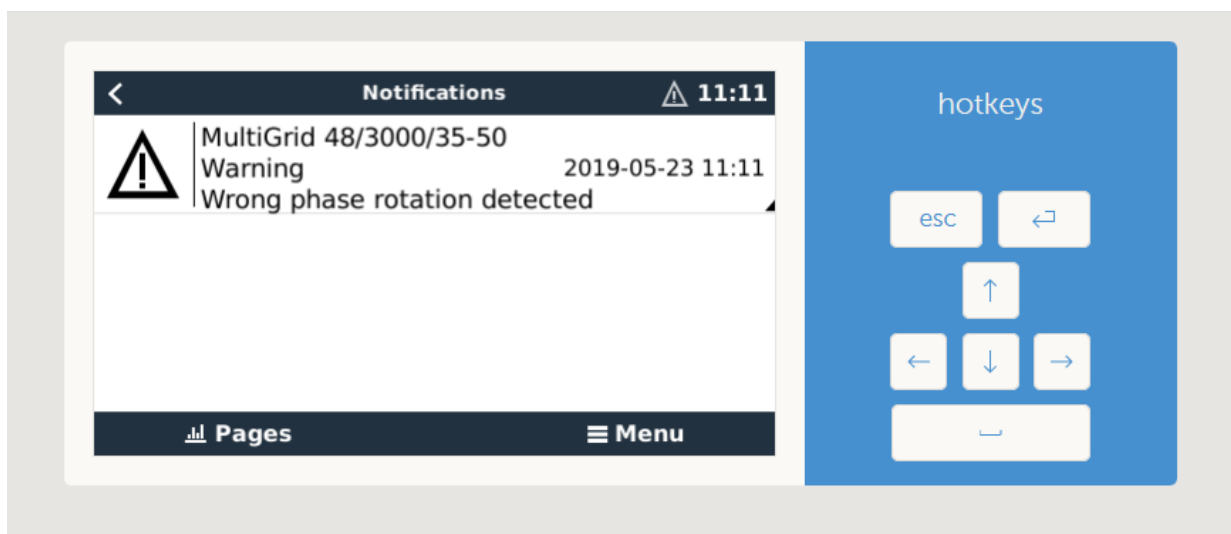 Notifications 11:11
MultiGrid 48/3000/35-50
Warning 2019-05-23 11:11
Wrong phase rotation detected
Pages Menu
hotkeys
esc